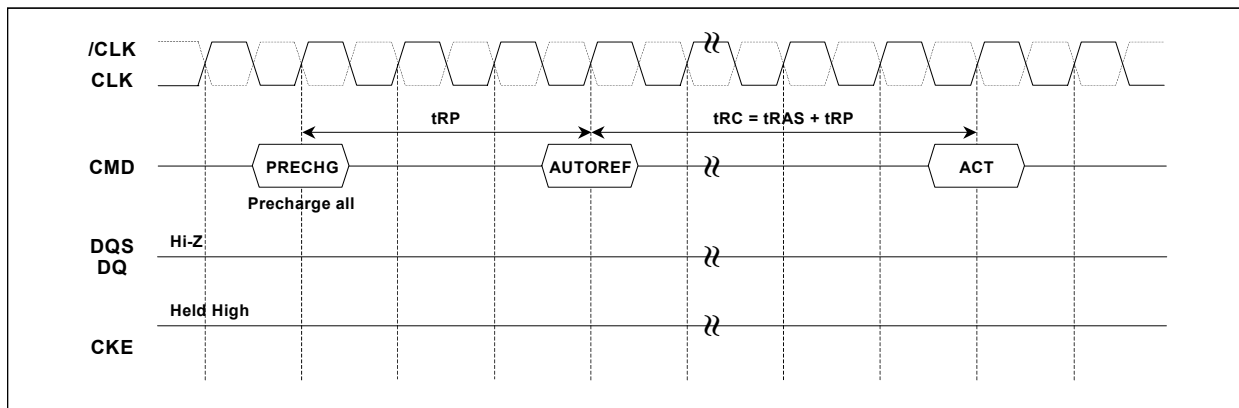 /CLK
CLK
tRP
tRC = tRAS + tRP
CMD
PRECHG
AUTOREF
ACT
Precharge all
DQS
DQ
Hi-Z
Held High
CKE